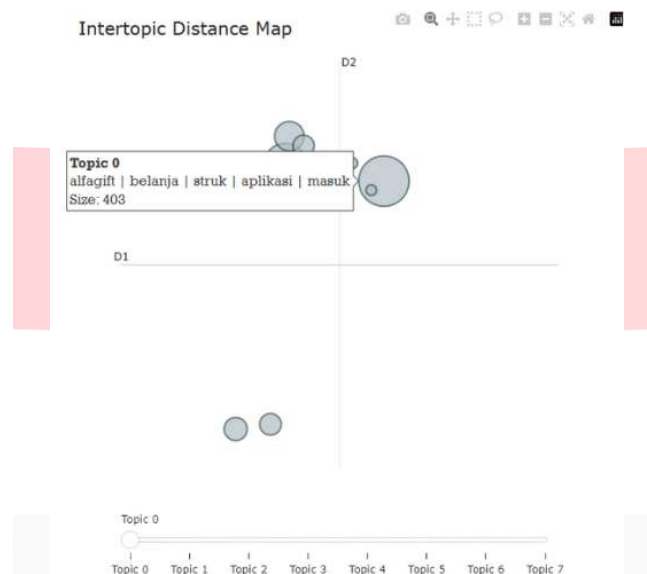 Intertopic Distance Map
D2
Topic 0
alfagift | belanja | struk | aplikasi | masuk
Size: 403
D1
Topic 0
Topic 0 Topic 1 Topic 2 Topic 3 Topic 4 Topic 5 Topic 6 Topic 7